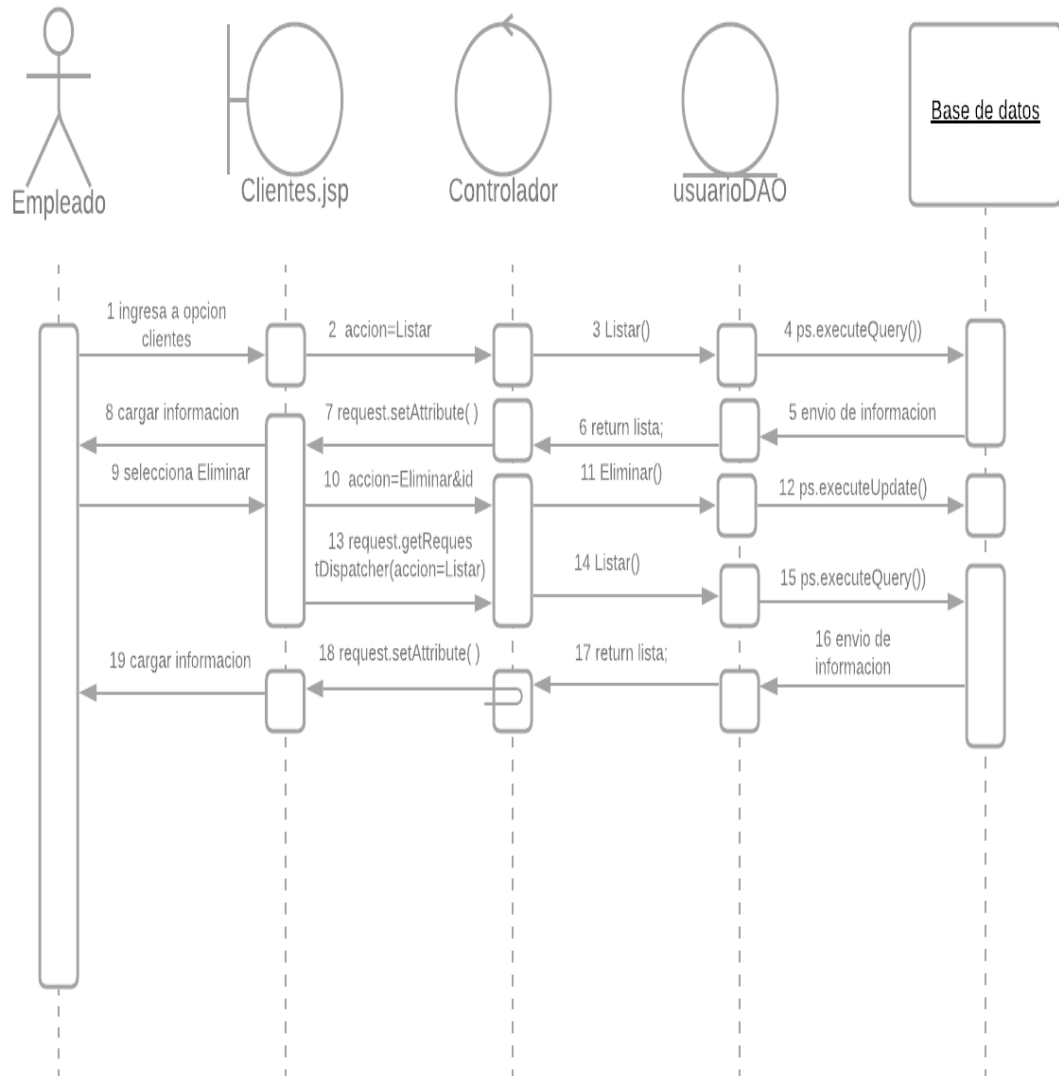 Empleado
Clientes.jsp
Controlador
usuarioDAO
Base de datos
1 ingresa a opcion
clientes
2 accion=Listar
3 Listar()
4 ps.executeQuery())
8 cargar informacion
7 request.setAttribute( )
6 return lista;
5 envio de informacion
9 selecciona Eliminar
10 accion=Eliminar&id
11 Eliminar()
12 ps.executeUpdate()
13 request.getReques
tDispatcher(accion=Listar)
14 Listar()
15 ps.executeQuery())
19 cargar informacion
18 request.setAttribute( )
17 return lista;
16 envio de
informacion